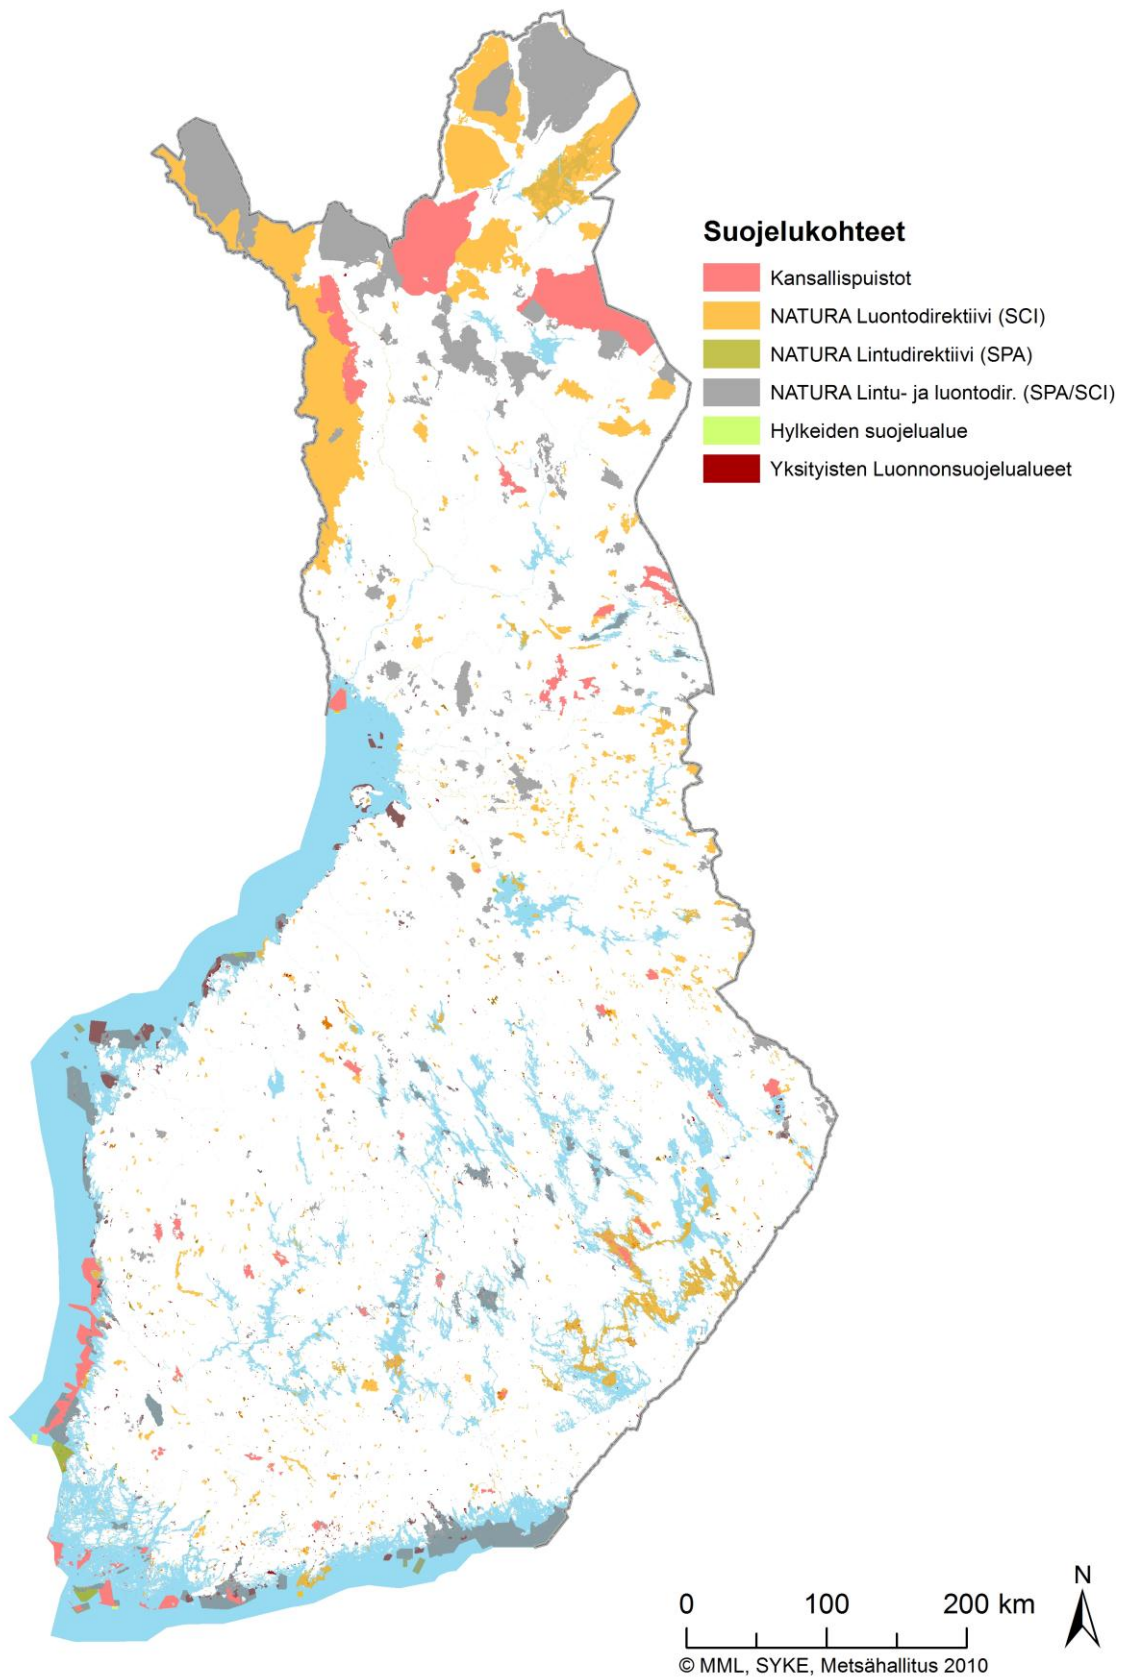 Suojelukohteet
Kansallispuistot
NATURA Luontodirektiivi (SCI)
NATURA Lintudirektiivi (SPA)
NATURA Lintu- ja luontodir. (SPA/SCI)
Hylkeiden suojelualue
Yksityisten Luonnonsuojelualueet
N
0 100 200 km
© MML, SYKE, Metsähallitus 2010